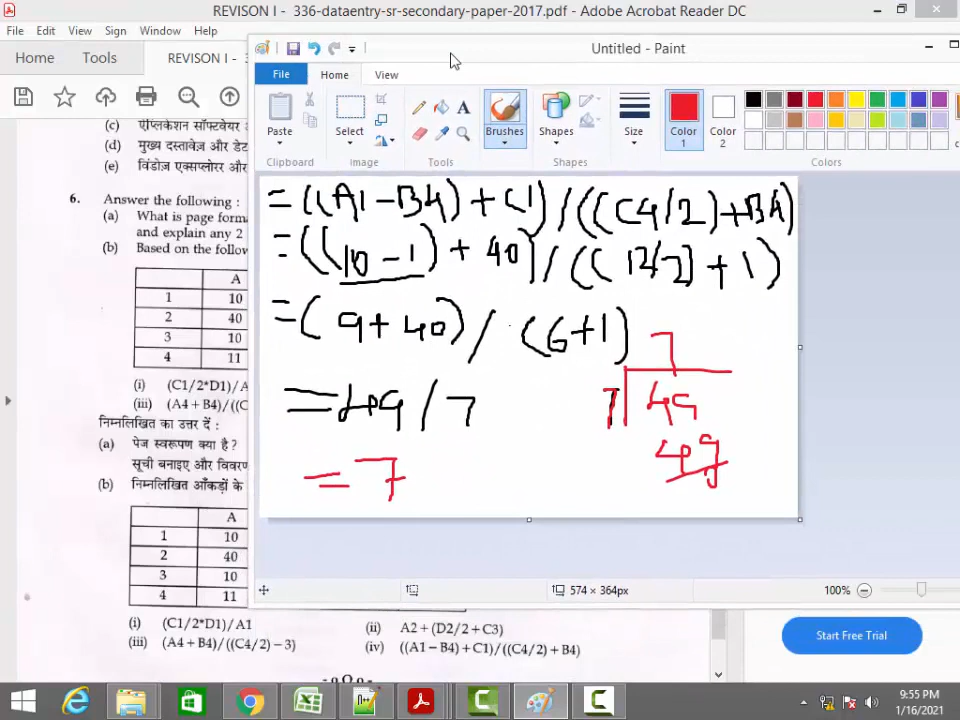 REVISON I - 336-dataentry-sr-secondary-paper-2017.pdf - Adobe Acrobat Reader DC
File Edit View Sign Window Help
Home Tools REVISON I - 3
Untitled - Paint
File Home View
Paste Select Brushes Shapes Size Color 1 Color 2
Clipboard Image Tools Shapes Colors
(c) एप्लिकेशन सॉफ्टवेयर
(d) मुख्य दस्तावेज़ और
(e) विंडोज एक्सप्लोरर और
6. Answer the following :
(a) What is page form
and explain any 2
(b) Based on the follow
A
1 10
2 40
3 10
4 11
(i) (C1/2*D1)/A
(iii) (A4 + B4)/((C
निम्नलिखित का उत्तर दें :
(a) पेज स्वरूपण क्या है ?
सूची बनाइए और विवरण
(b) निम्नलिखित आँकड़ों के
A
1 10
2 40
3 10
4 11
(i) (C1/2*D1)/A1 (ii) A2 + (D2/2 + C3)
(iii) (A4 + B4)/((C4/2) - 3) (iv) ((A1 - B4) + C1)/((C4/2) + B4)
- o O o -
=((A1-B4)+C1)/((C4/2)+B4)
=((10-1)+40)/((12/2)+1)
=(9+40)/(6+1)
=49/7
=7
7
7 49
49
574 × 364px 100%
Start Free Trial
9:55 PM
1/16/2021